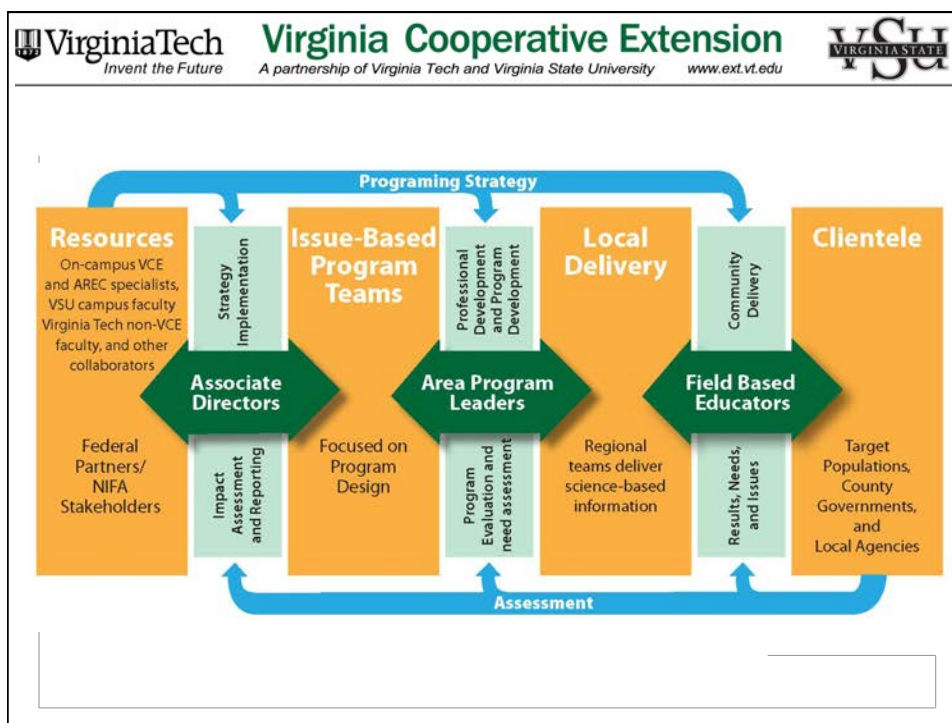 VirginiaTech
1872
Invent the Future
Virginia Cooperative Extension
A partnership of Virginia Tech and Virginia State University www.ext.vt.edu
VSU
VIRGINIA STATE
Programing Strategy
Resources
On-campus VCE
and AREC specialists,
VSU campus faculty
Virginia Tech non-VCE
faculty, and other
collaborators
Federal
Partners/
NIFA
Stakeholders
Strategy
Implementation
Associate
Directors
Impact
Assessment
and Reporting
Issue-Based
Program
Teams
Focused on
Program
Design
Professional
Development
and Program
Development
Area Program
Leaders
Program
Evaluation and
need assessment
Local
Delivery
Regional
teams deliver
science-based
information
Community
Delivery
Field Based
Educators
Results, Needs,
and Issues
Clientele
Target
Populations,
County
Governments,
and
Local Agencies
Assessment